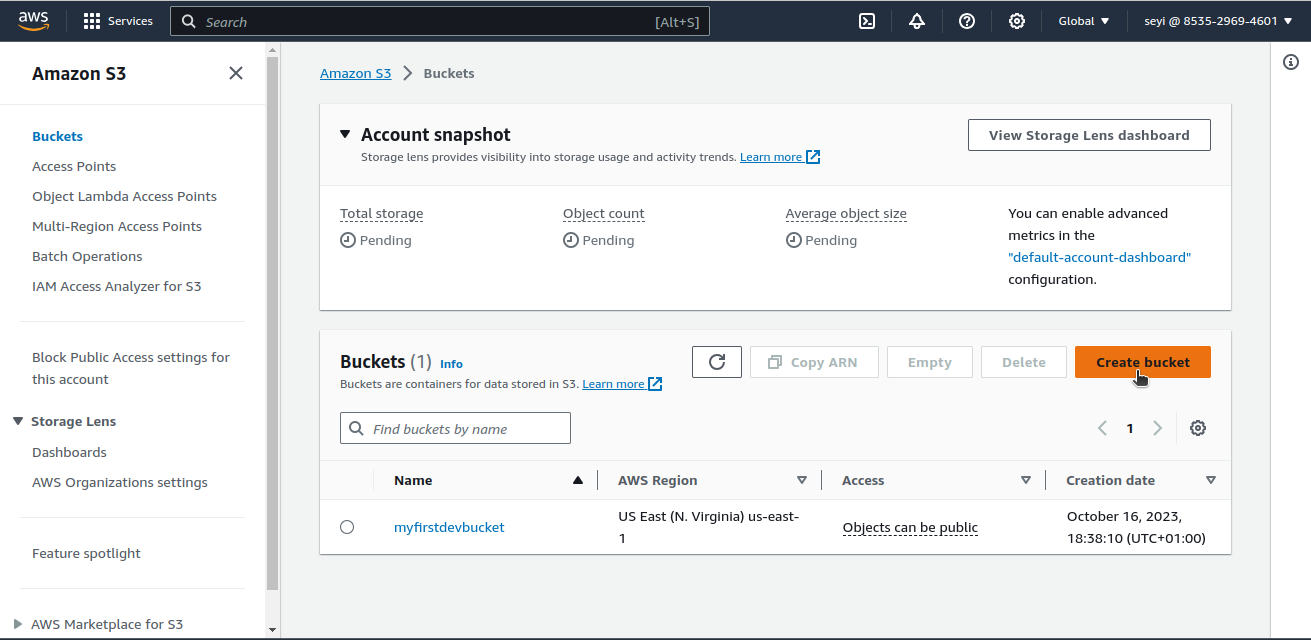 aws
Services
Search
[Alt+S]
Global
seyi @ 8535-2969-4601
Amazon S3
Buckets
Access Points
Object Lambda Access Points
Multi-Region Access Points
Batch Operations
IAM Access Analyzer for S3
Block Public Access settings for
this account
Storage Lens
Dashboards
AWS Organizations settings
Feature spotlight
AWS Marketplace for S3
Amazon S3
Buckets
Account snapshot
View Storage Lens dashboard
Storage lens provides visibility into storage usage and activity trends. Learn more
Total storage
Pending
Object count
Pending
Average object size
Pending
You can enable advanced
metrics in the
"default-account-dashboard"
configuration.
Buckets (1) Info
Copy ARN
Empty
Delete
Create bucket
Buckets are containers for data stored in S3. Learn more
Find buckets by name
1
Name
AWS Region
Access
Creation date
myfirstdevbucket
US East (N. Virginia) us-east-
1
Objects can be public
October 16, 2023,
18:38:10 (UTC+01:00)